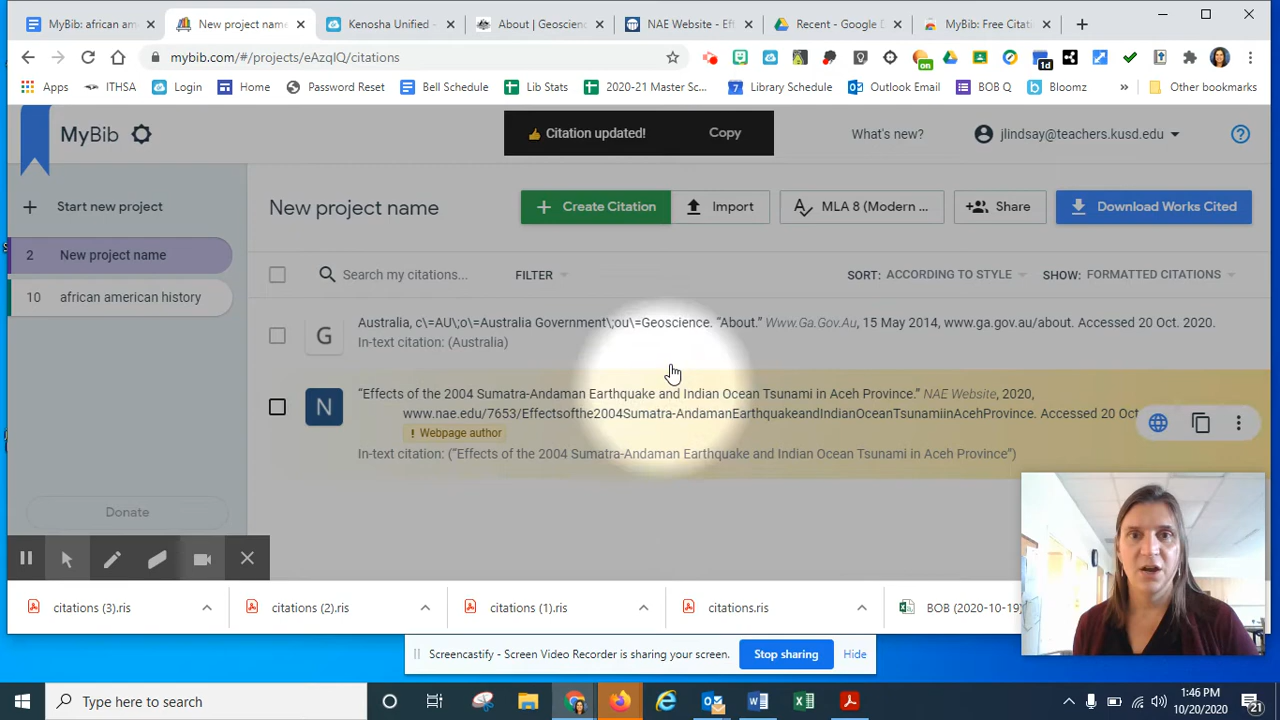 MyBib: african am
New project name
Kenosha Unified -
About | Geoscienc
NAE Website - Eff
Recent - Google D
MyBib: Free Citati
mybib.com/#/projects/eAzqlQ/citations
on
1d
Apps
ITHSA
Login
Home
Password Reset
Bell Schedule
Lib Stats
2020-21 Master Sc...
Library Schedule
Outlook Email
BOB Q
Bloomz
»
Other bookmarks
MyBib
👍 Citation updated!
Copy
What's new?
jlindsay@teachers.kusd.edu
+ Start new project
New project name
+ Create Citation
Import
MLA 8 (Modern ...
Share
Download Works Cited
2 New project name
10 african american history
Search my citations...
FILTER
SORT: ACCORDING TO STYLE
SHOW: FORMATTED CITATIONS
G
Australia, c\=AU\;o\=Australia Government\;ou\=Geoscience. “About.” Www.Ga.Gov.Au, 15 May 2014, www.ga.gov.au/about. Accessed 20 Oct. 2020.
In-text citation: (Australia)
N
“Effects of the 2004 Sumatra-Andaman Earthquake and Indian Ocean Tsunami in Aceh Province.” NAE Website, 2020,
www.nae.edu/7653/Effectsofthe2004Sumatra-AndamanEarthquakeandIndianOceanTsunamiinAcehProvince. Accessed 20 Oct
! Webpage author
In-text citation: (“Effects of the 2004 Sumatra-Andaman Earthquake and Indian Ocean Tsunami in Aceh Province”)
Donate
citations (3).ris
citations (2).ris
citations (1).ris
citations.ris
BOB (2020-10-19)
Screencastify - Screen Video Recorder is sharing your screen.
Stop sharing
Hide
Type here to search
1:46 PM
10/20/2020
21